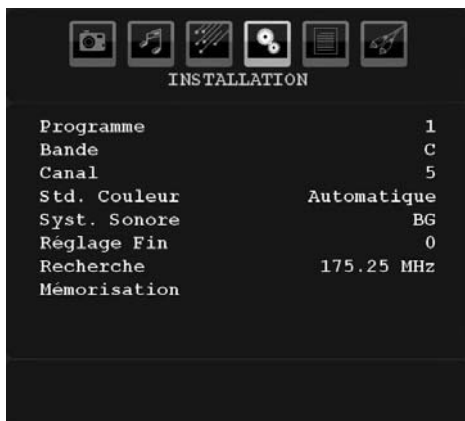 INSTALLATION
Programme 1
Bande C
Canal 5
Std. Couleur Automatique
Syst. Sonore BG
Réglage Fin 0
Recherche 175.25 MHz
Mémorisation